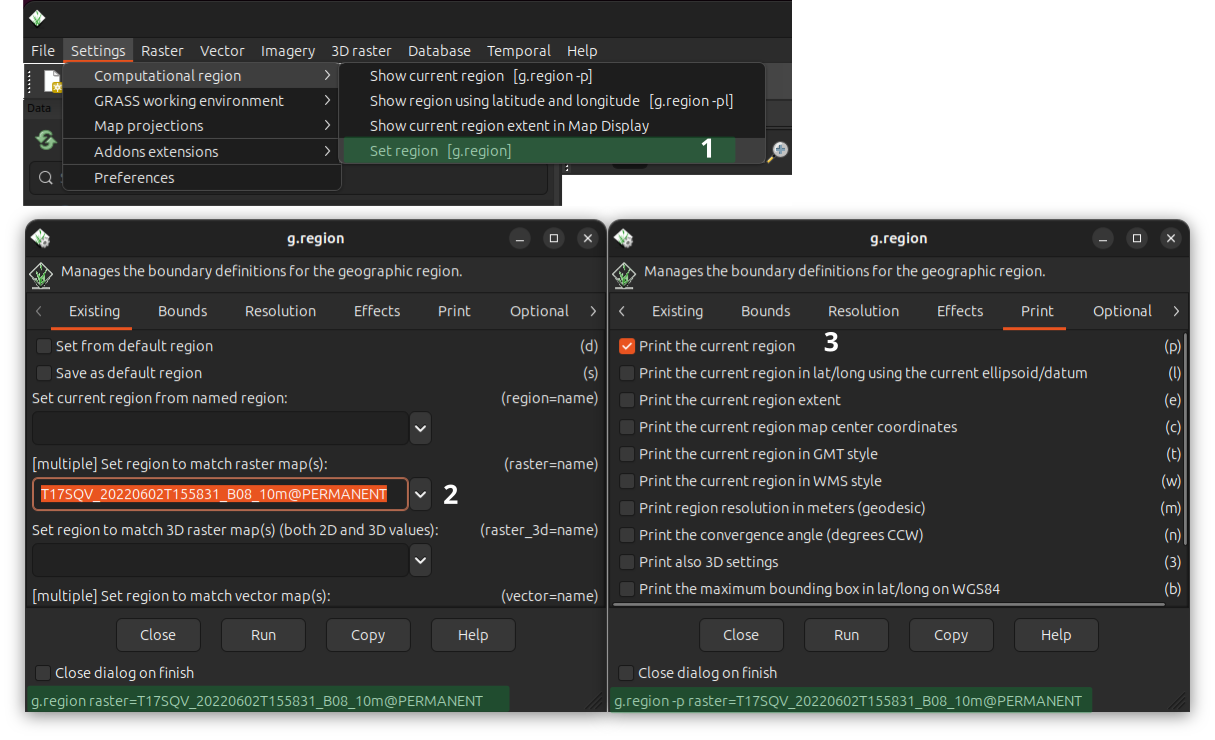 File Settings Raster Vector Imagery 3D raster Database Temporal Help
Computational region
Show current region [g.region -p]
Data
GRASS working environment
Show region using latitude and longitude [g.region -pl]
Map projections
Show current region extent in Map Display
Addons extensions
Set region [g.region] 1
Preferences
g.region
Manages the boundary definitions for the geographic region.
Existing Bounds Resolution Effects Print Optional
Set from default region (d)
Save as default region (s)
Set current region from named region: (region=name)
[multiple] Set region to match raster map(s): (raster=name)
T17SQV_20220602T155831_B08_10m@PERMANENT 2
Set region to match 3D raster map(s) (both 2D and 3D values): (raster_3d=name)
[multiple] Set region to match vector map(s): (vector=name)
Close Run Copy Help
Close dialog on finish
g.region raster=T17SQV_20220602T155831_B08_10m@PERMANENT
g.region
Manages the boundary definitions for the geographic region.
Existing Bounds Resolution Effects Print Optional
Print the current region 3 (p)
Print the current region in lat/long using the current ellipsoid/datum (l)
Print the current region extent (e)
Print the current region map center coordinates (c)
Print the current region in GMT style (t)
Print the current region in WMS style (w)
Print region resolution in meters (geodesic) (m)
Print the convergence angle (degrees CCW) (n)
Print also 3D settings (3)
Print the maximum bounding box in lat/long on WGS84 (b)
Close Run Copy Help
Close dialog on finish
g.region -p raster=T17SQV_20220602T155831_B08_10m@PERMANENT